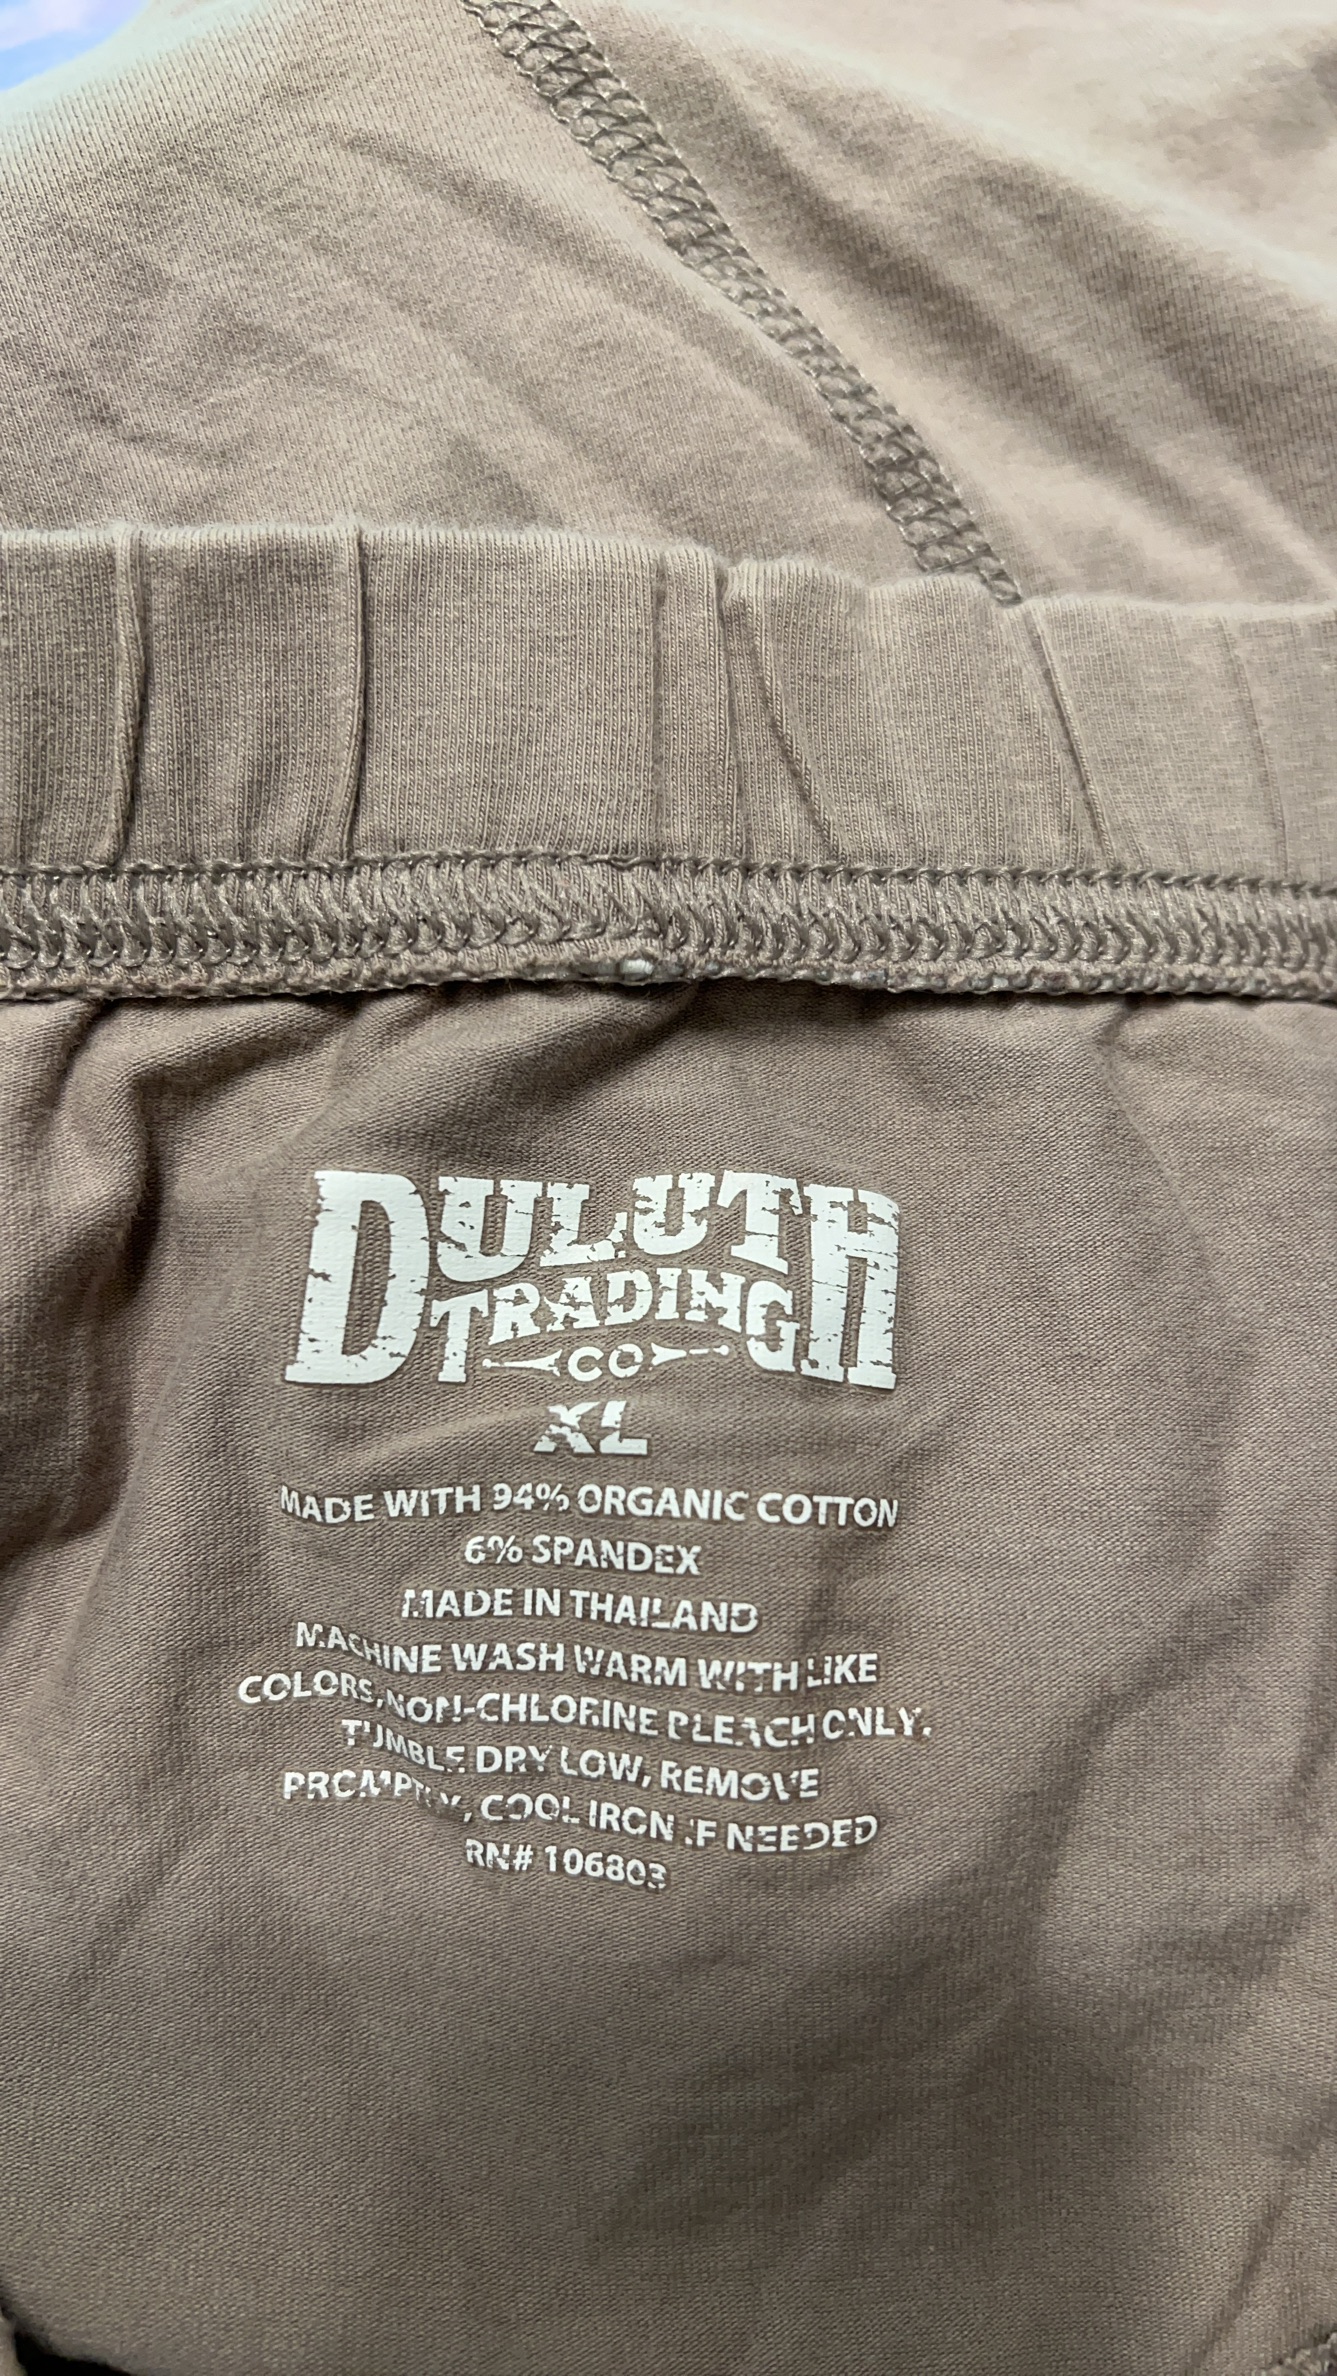 DULUTH
TRADING
CO
XL
MADE WITH 94% ORGANIC COTTON
6% SPANDEX
MADE IN THAILAND
MACHINE WASH WARM WITH LIKE
COLORS, NON-CHLORINE BLEACH ONLY.
TUMBLE DRY LOW, REMOVE
PROMPTLY, COOL IRON IF NEEDED
RN# 106803